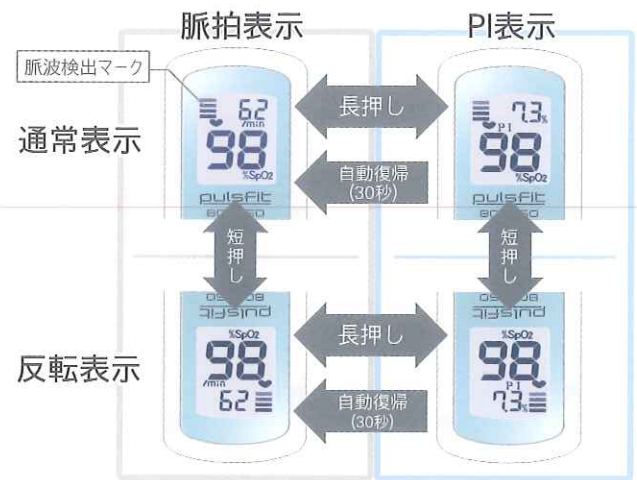 脈拍表示
PI表示
脈波検出マーク
通常表示
62
/min
98
%SpO2
pulsfit
長押し
自動復帰
(30秒)
7.3%
PI
98
%SpO2
pulsfit
短押し
短押し
反転表示
pulsfit
%SpO2
98
/min
62
長押し
自動復帰
(30秒)
pulsfit
%SpO2
98
PI
7.3%